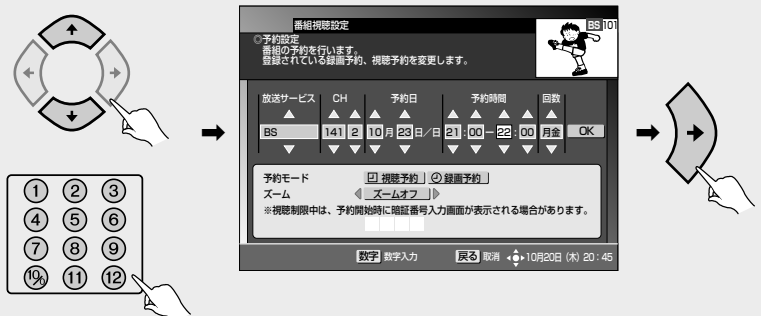 番組視聴設定
BS 101
◎予約設定
番組の予約を行います。
登録されている録画予約、視聴予約を変更します。
放送サービス CH 予約日 予約時間 回数
BS 141 2 10 月 23 日/日 21 : 00 － 22 : 00 月金 OK
予約モード 視聴予約 録画予約
ズーム ズームオフ
※視聴制限中は、予約開始時に暗証番号入力画面が表示される場合があります。
数字 数字入力 戻る 取消 10月20日 (木) 20：45
1 2 3
4 5 6
7 8 9
10/0 11 12